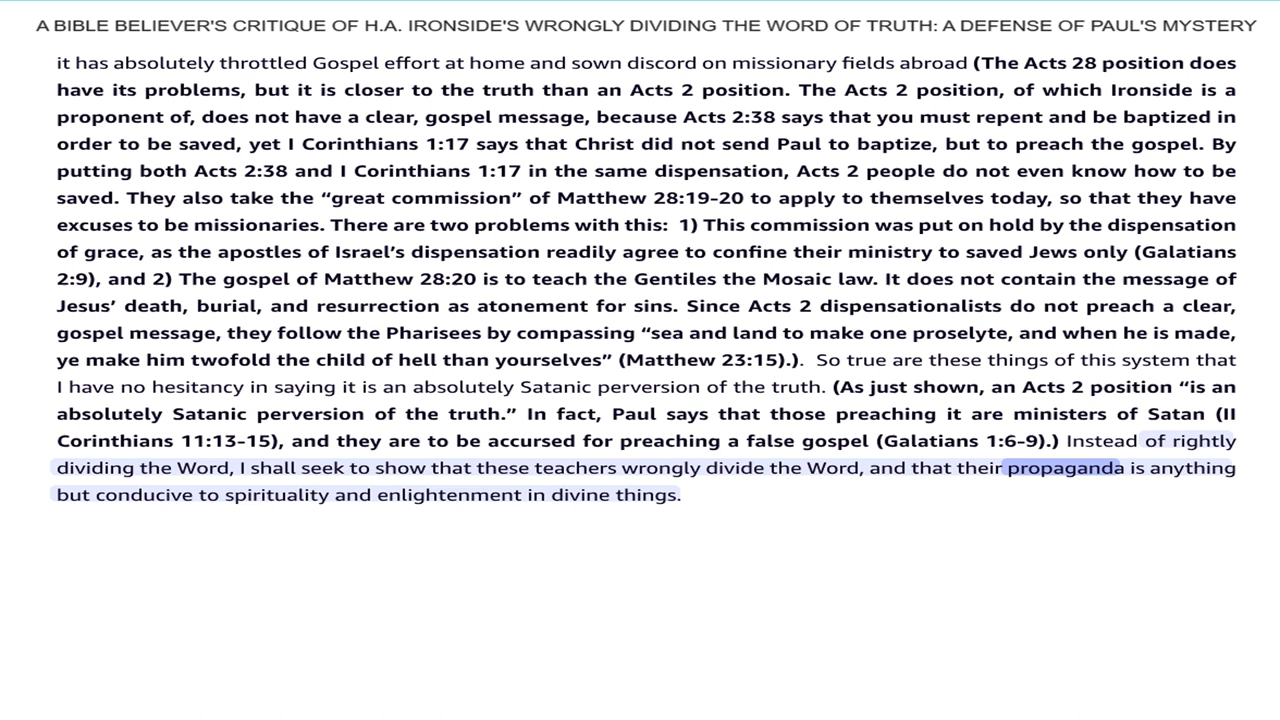 A BIBLE BELIEVER'S CRITIQUE OF H.A. IRONSIDE'S WRONGLY DIVIDING THE WORD OF TRUTH: A DEFENSE OF PAUL'S MYSTERY
it has absolutely throttled Gospel effort at home and sown discord on missionary fields abroad (The Acts 28 position does
have its problems, but it is closer to the truth than an Acts 2 position. The Acts 2 position, of which Ironside is a
proponent of, does not have a clear, gospel message, because Acts 2:38 says that you must repent and be baptized in
order to be saved, yet I Corinthians 1:17 says that Christ did not send Paul to baptize, but to preach the gospel. By
putting both Acts 2:38 and I Corinthians 1:17 in the same dispensation, Acts 2 people do not even know how to be
saved. They also take the “great commission” of Matthew 28:19-20 to apply to themselves today, so that they have
excuses to be missionaries. There are two problems with this:  1) This commission was put on hold by the dispensation
of grace, as the apostles of Israel’s dispensation readily agree to confine their ministry to saved Jews only (Galatians
2:9), and 2) The gospel of Matthew 28:20 is to teach the Gentiles the Mosaic law. It does not contain the message of
Jesus’ death, burial, and resurrection as atonement for sins. Since Acts 2 dispensationalists do not preach a clear,
gospel message, they follow the Pharisees by compassing “sea and land to make one proselyte, and when he is made,
ye make him twofold the child of hell than yourselves” (Matthew 23:15).).  So true are these things of this system that
I have no hesitancy in saying it is an absolutely Satanic perversion of the truth. (As just shown, an Acts 2 position “is an
absolutely Satanic perversion of the truth.” In fact, Paul says that those preaching it are ministers of Satan (II
Corinthians 11:13-15), and they are to be accursed for preaching a false gospel (Galatians 1:6-9).) Instead of rightly
dividing the Word, I shall seek to show that these teachers wrongly divide the Word, and that their propaganda is anything
but conducive to spirituality and enlightenment in divine things.